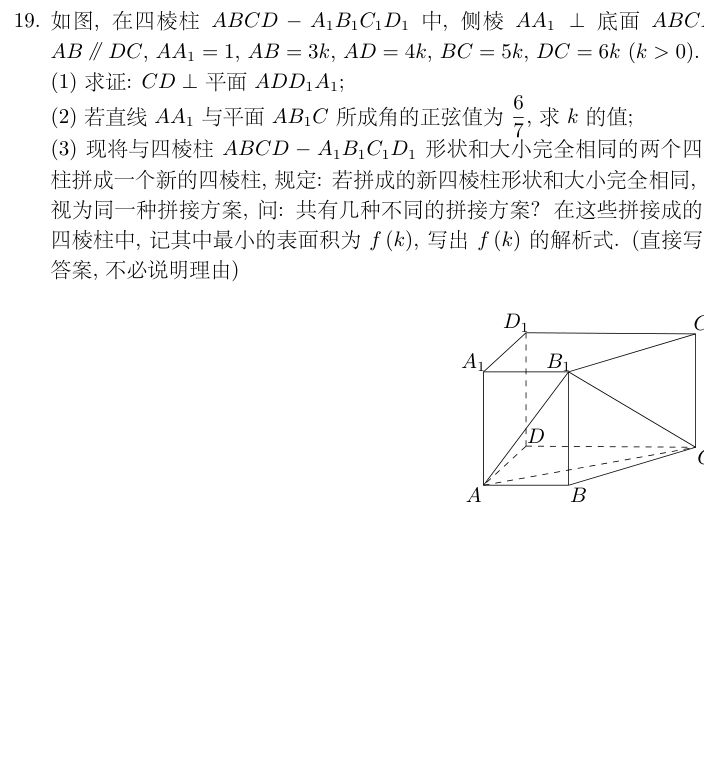 19. 如图, 在四棱柱 ABCD − A₁B₁C₁D₁ 中, 侧棱 AA₁ ⊥ 底面 ABC
AB ∥ DC, AA₁ = 1, AB = 3k, AD = 4k, BC = 5k, DC = 6k (k > 0).
(1) 求证: CD ⊥ 平面 ADD₁A₁;
(2) 若直线 AA₁ 与平面 AB₁C 所成角的正弦值为 6/7, 求 k 的值;
(3) 现将与四棱柱 ABCD − A₁B₁C₁D₁ 形状和大小完全相同的两个四
柱拼成一个新的四棱柱, 规定: 若拼成的新四棱柱形状和大小完全相同,
视为同一种拼接方案, 问: 共有几种不同的拼接方案? 在这些拼接成的
四棱柱中, 记其中最小的表面积为 f (k), 写出 f (k) 的解析式. (直接写
答案, 不必说明理由)
D₁
C
A₁
B₁
D
C
A
B